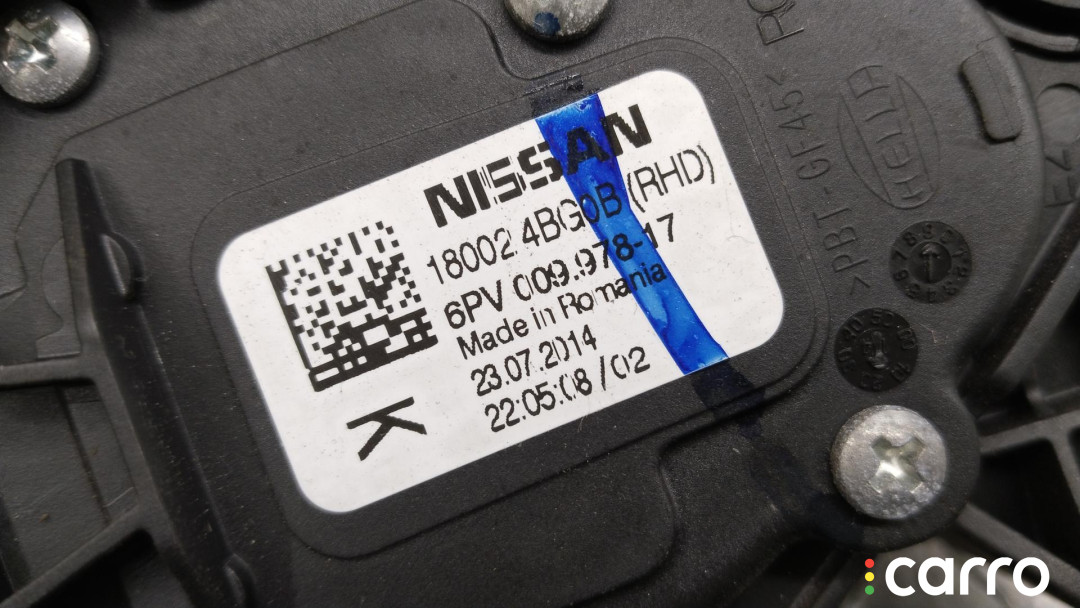 NISSAN
18002 4BG0B (RHD)
6PV 009.978-17
Made in Romania
23.07.2014
22:05:08 /02
K
>PBT-GF45<
HELLA
carro